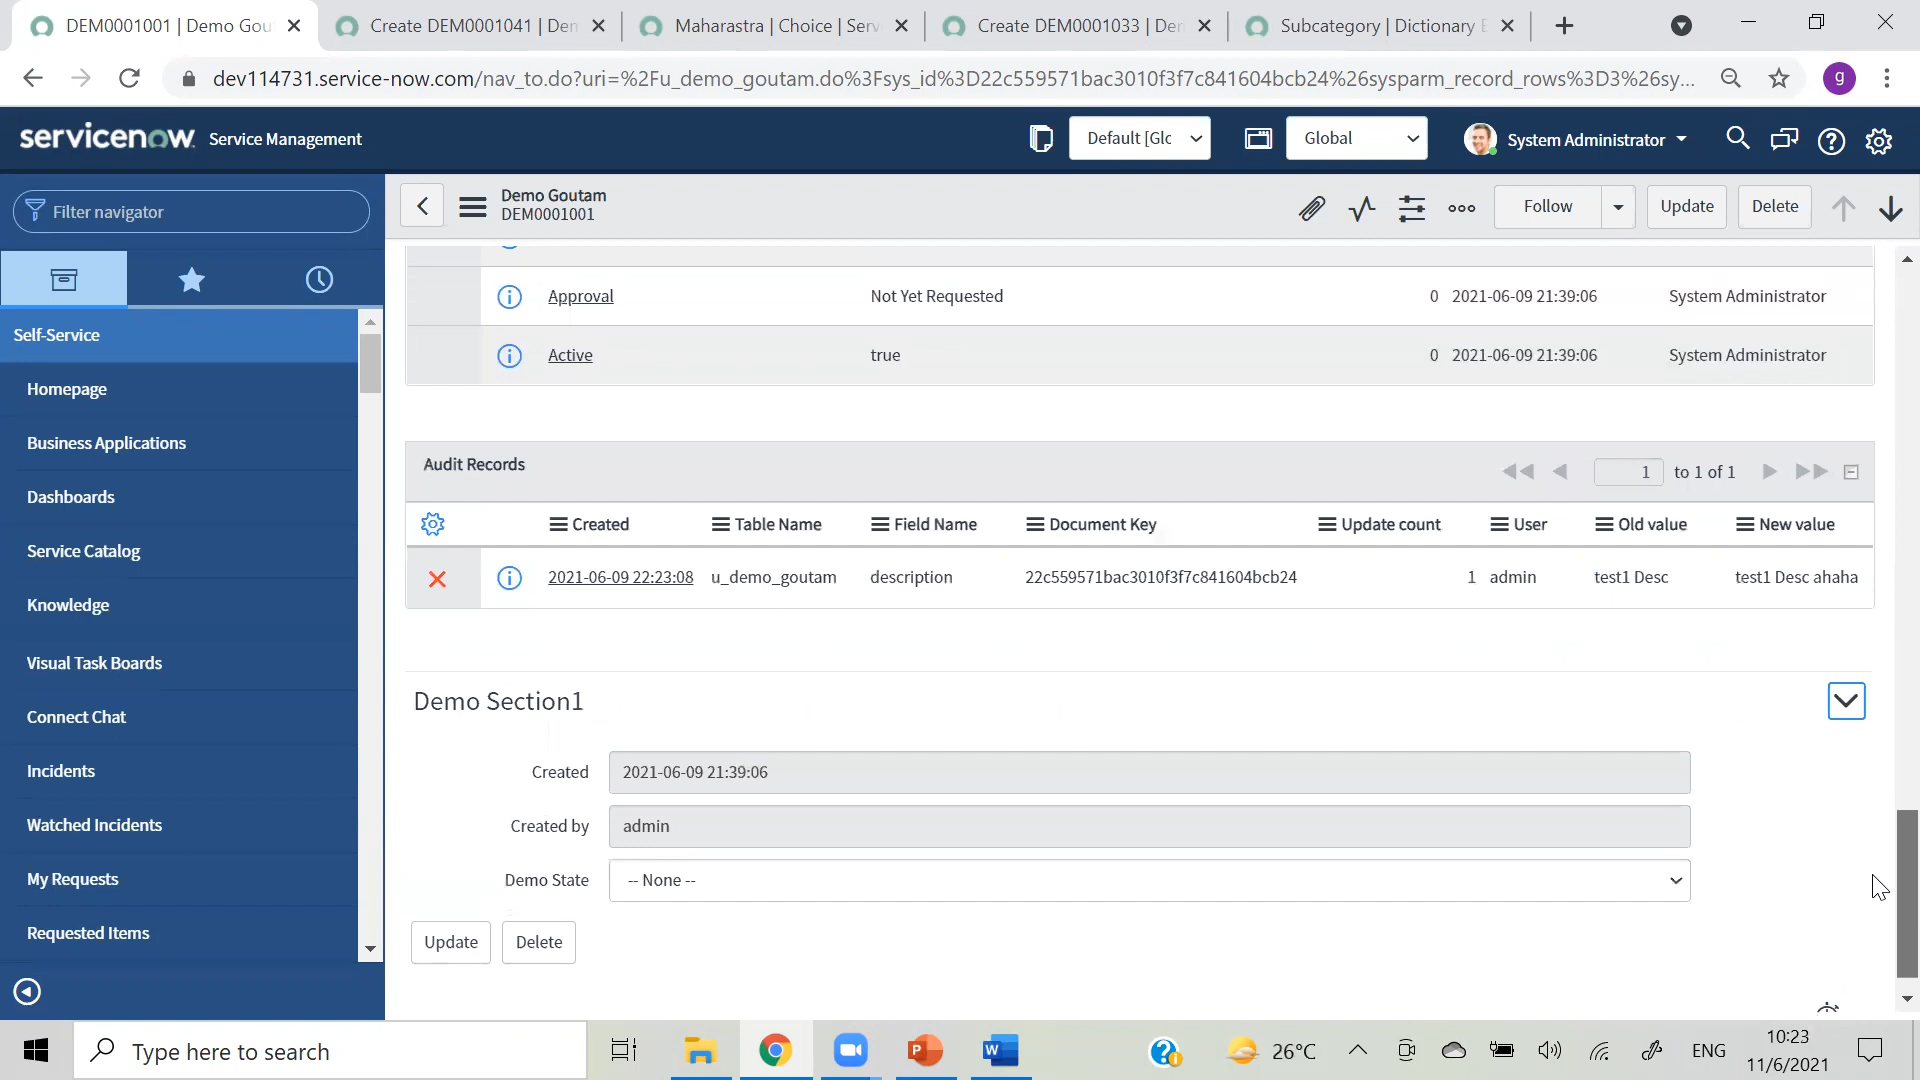 DEM0001001 | Demo Gou
Create DEM0001041 | Den
Maharastra | Choice | Serv
Create DEM0001033 | Den
Subcategory | Dictionary E
dev114731.service-now.com/nav_to.do?uri=%2Fu_demo_goutam.do%3Fsys_id%3D22c559571bac3010f3f7c841604bcb24%26sysparm_record_rows%3D3%26sy...
g
servicenow. Service Management
Default [Glc
Global
System Administrator
Filter navigator
Demo Goutam
DEM0001001
Follow
Update
Delete
Self-Service
Homepage
Business Applications
Dashboards
Service Catalog
Knowledge
Visual Task Boards
Connect Chat
Incidents
Watched Incidents
My Requests
Requested Items
Approval Not Yet Requested 0 2021-06-09 21:39:06 System Administrator
Active true 0 2021-06-09 21:39:06 System Administrator
Audit Records
1 to 1 of 1
Created Table Name Field Name Document Key Update count User Old value New value
2021-06-09 22:23:08 u_demo_goutam description 22c559571bac3010f3f7c841604bcb24 1 admin test1 Desc test1 Desc ahaha
Demo Section1
Created 2021-06-09 21:39:06
Created by admin
Demo State -- None --
Update Delete
Type here to search
P
W
26°C
ENG
10:23
11/6/2021